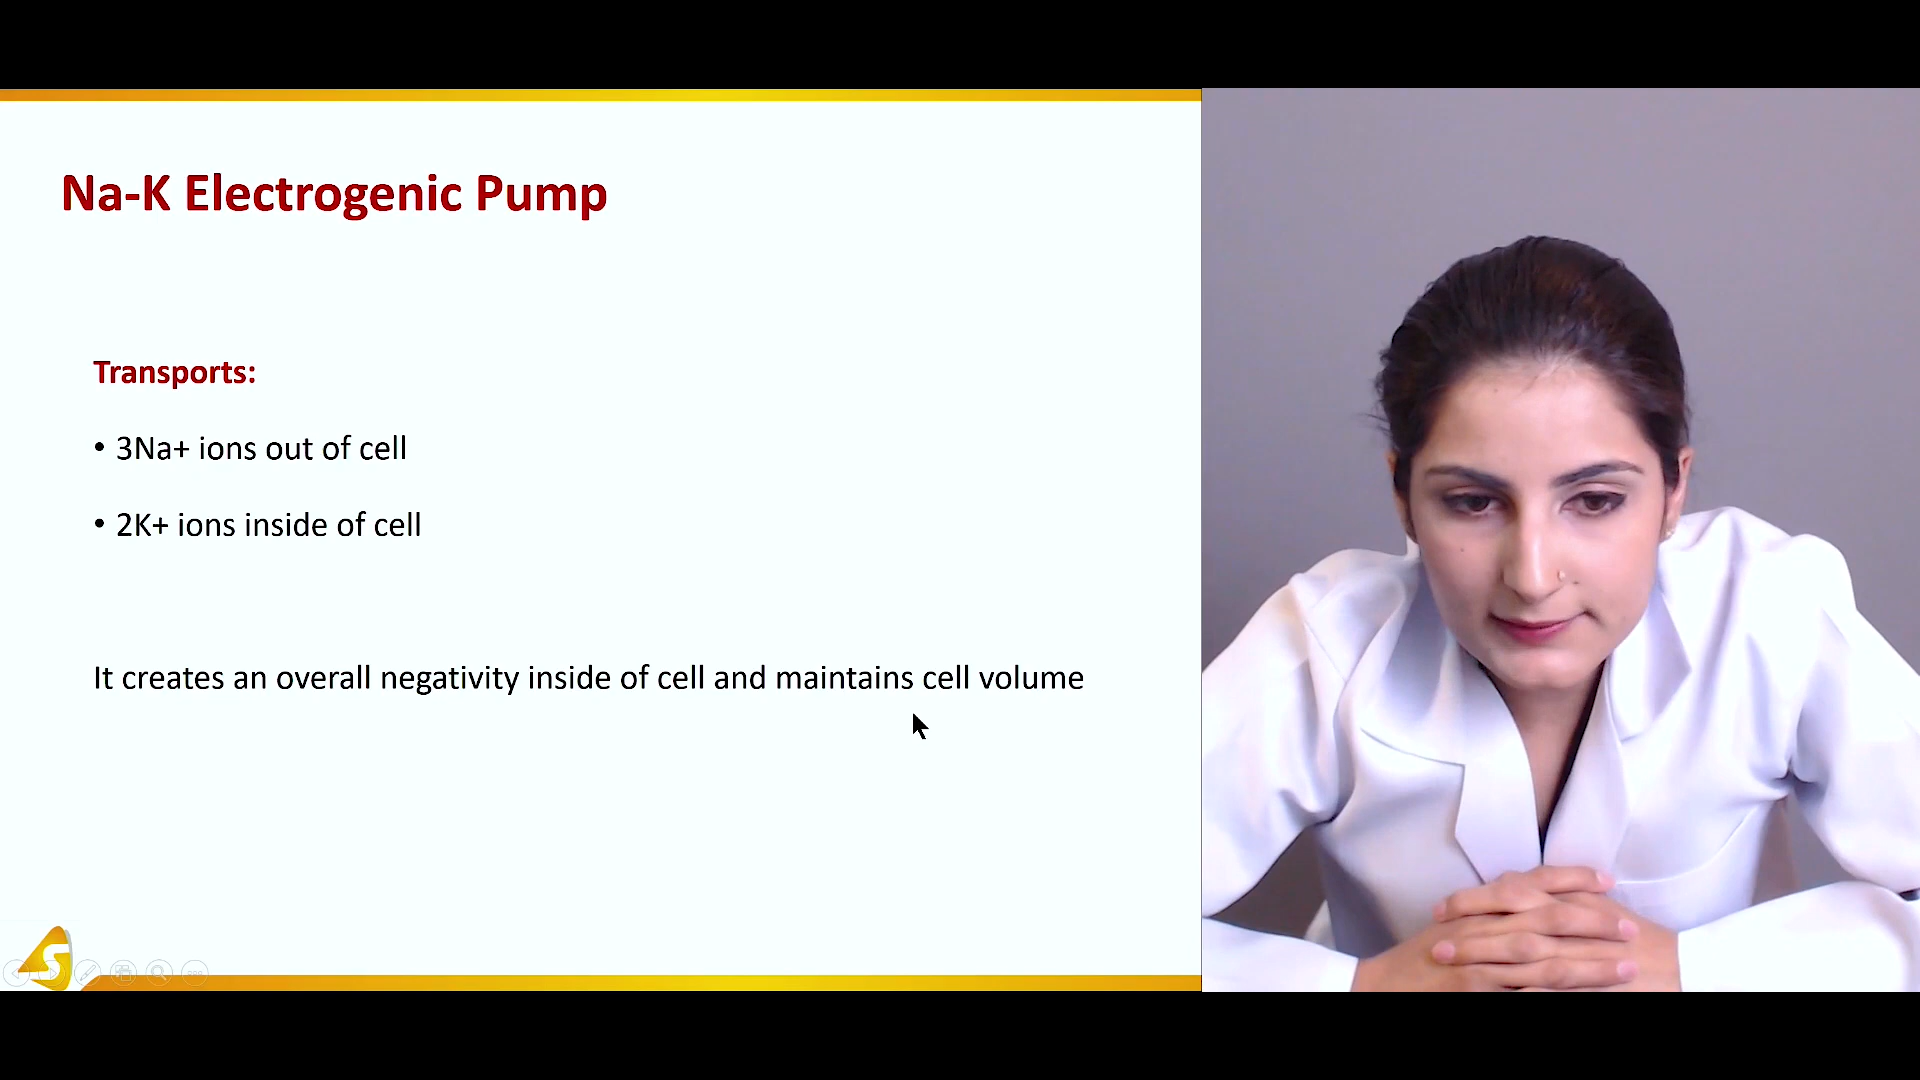 Na-K Electrogenic Pump
Transports:
• 3Na+ ions out of cell
• 2K+ ions inside of cell
It creates an overall negativity inside of cell and maintains cell volume
S